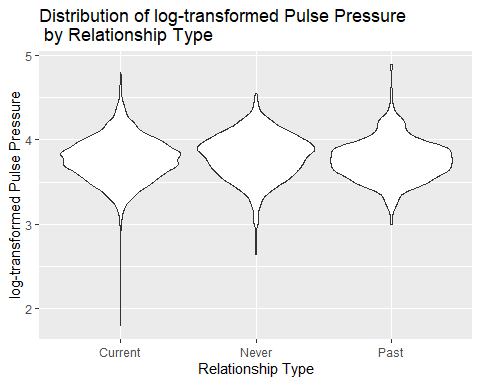 Distribution of log-transformed Pulse Pressure
by Relationship Type
log-transformed Pulse Pressure
5
4
3
2
Current Never Past
Relationship Type